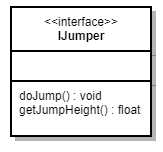 <<interface>>
IJumper
doJump() : void
getJumpHeight() : float